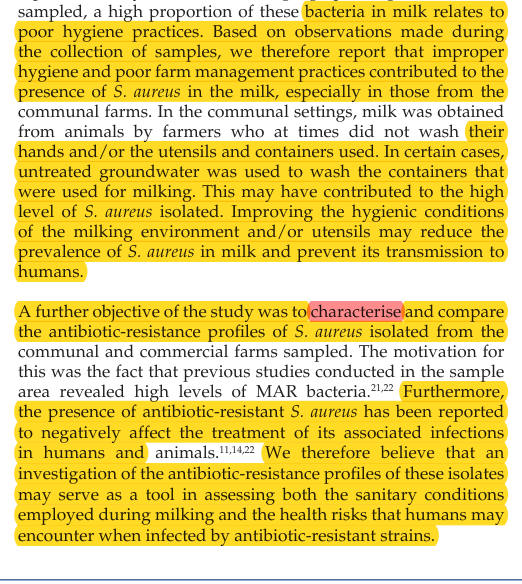 sampled, a high proportion of these bacteria in milk relates to
poor hygiene practices. Based on observations made during
the collection of samples, we therefore report that improper
hygiene and poor farm management practices contributed to the
presence of S. aureus in the milk, especially in those from the
communal farms. In the communal settings, milk was obtained
from animals by farmers who at times did not wash their
hands and/or the utensils and containers used. In certain cases,
untreated groundwater was used to wash the containers that
were used for milking. This may have contributed to the high
level of S. aureus isolated. Improving the hygienic conditions
of the milking environment and/or utensils may reduce the
prevalence of S. aureus in milk and prevent its transmission to
humans.
A further objective of the study was to characterise and compare
the antibiotic-resistance profiles of S. aureus isolated from the
communal and commercial farms sampled. The motivation for
this was the fact that previous studies conducted in the sample
area revealed high levels of MAR bacteria.21,22 Furthermore,
the presence of antibiotic-resistant S. aureus has been reported
to negatively affect the treatment of its associated infections
in humans and animals.11,14,22 We therefore believe that an
investigation of the antibiotic-resistance profiles of these isolates
may serve as a tool in assessing both the sanitary conditions
employed during milking and the health risks that humans may
encounter when infected by antibiotic-resistant strains.